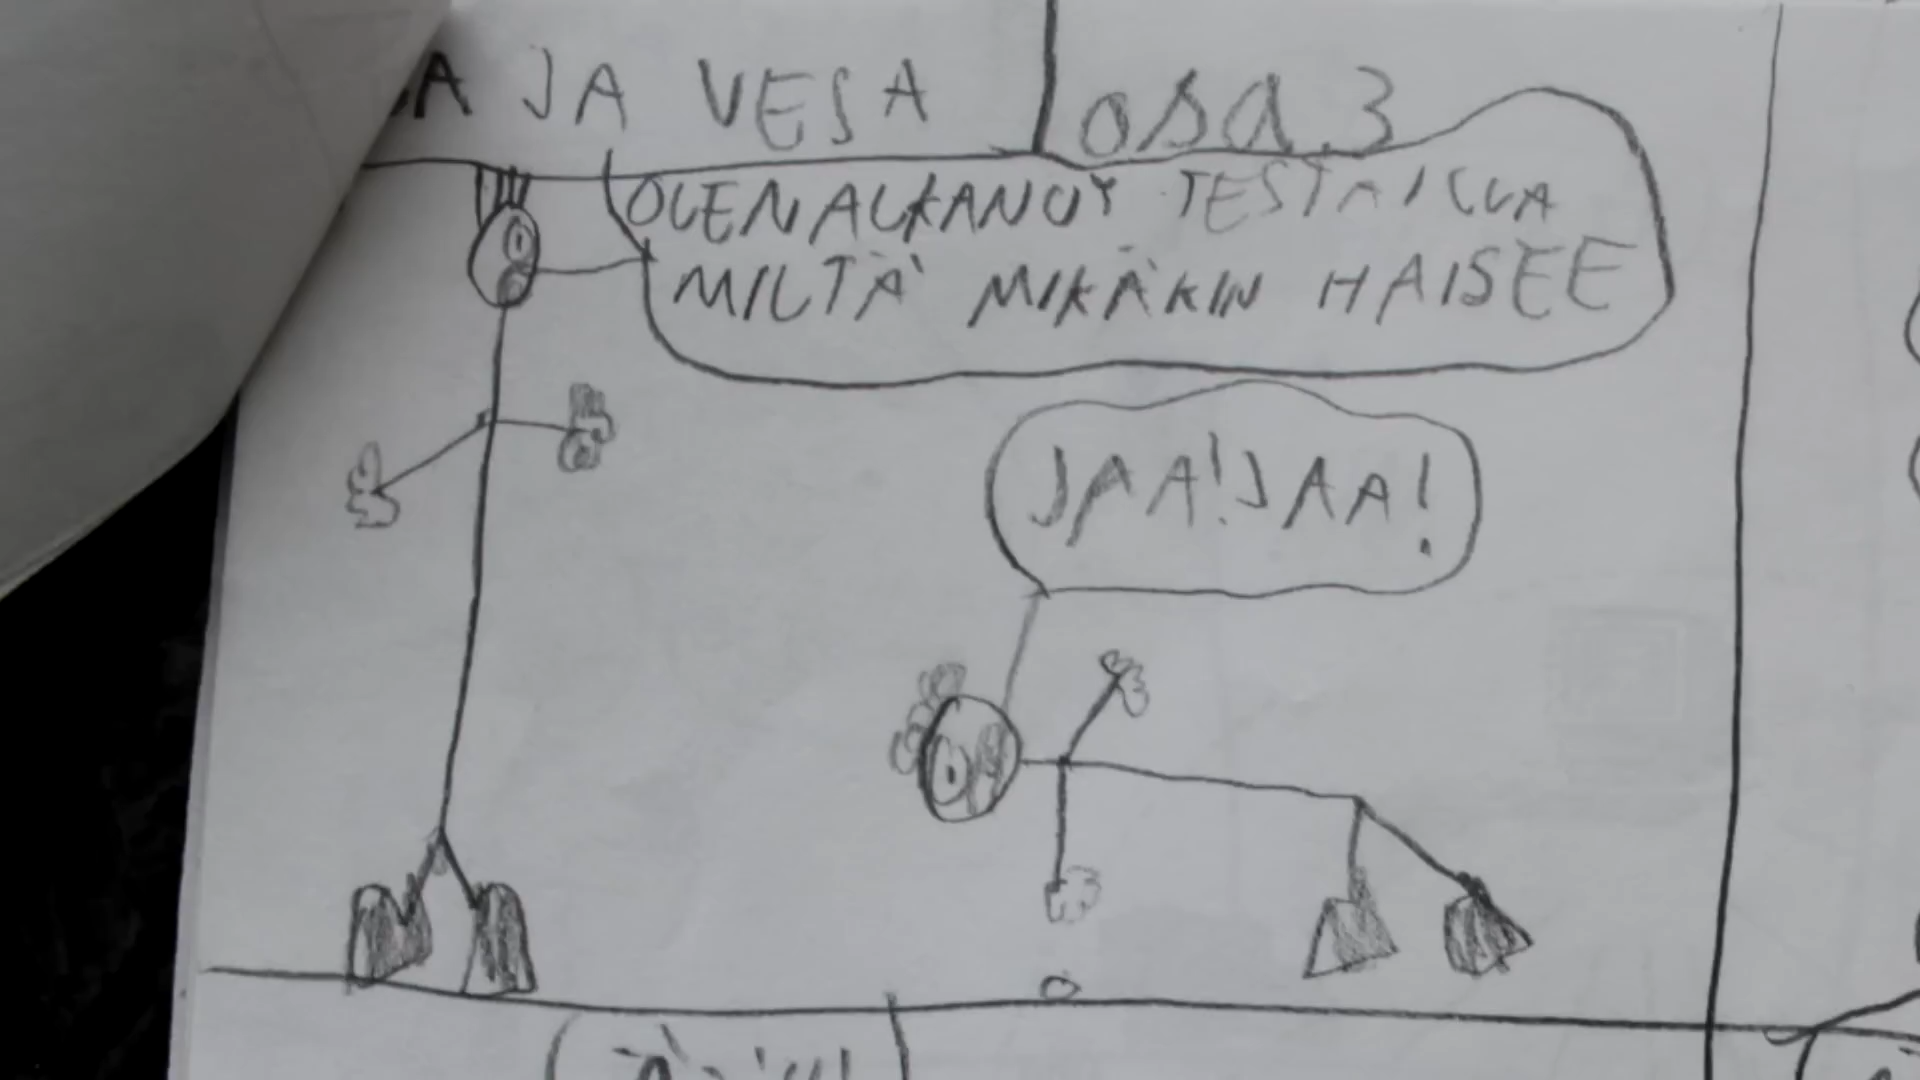 JA VESA
osa 3
OLEN ALKANUT TESTAILLA
MILTÄ MIKÄKIN HAISEE
JAA! JAA!